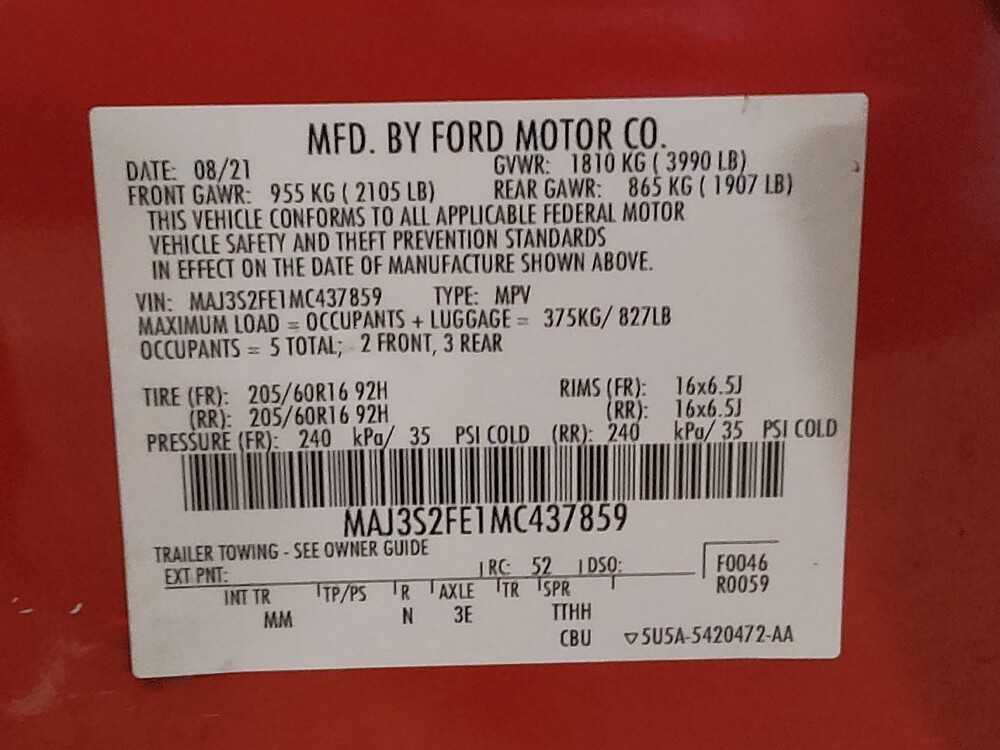 MFD. BY FORD MOTOR CO.
DATE: 08/21 GVWR: 1810 KG ( 3990 LB)
FRONT GAWR: 955 KG ( 2105 LB) REAR GAWR: 865 KG ( 1907 LB)
THIS VEHICLE CONFORMS TO ALL APPLICABLE FEDERAL MOTOR
VEHICLE SAFETY AND THEFT PREVENTION STANDARDS
IN EFFECT ON THE DATE OF MANUFACTURE SHOWN ABOVE.
VIN: MAJ3S2FE1MC437859 TYPE: MPV
MAXIMUM LOAD = OCCUPANTS + LUGGAGE = 375KG/ 827LB
OCCUPANTS = 5 TOTAL; 2 FRONT, 3 REAR
TIRE (FR): 205/60R16 92H RIMS (FR): 16x6.5J
(RR): 205/60R16 92H (RR): 16x6.5J
PRESSURE (FR): 240 kPa/ 35 PSI COLD (RR): 240 kPa/ 35 PSI COLD
MAJ3S2FE1MC437859
TRAILER TOWING - SEE OWNER GUIDE
EXT PNT: RC: 52 DSO: F0046
R0059
INT TR TP/PS R AXLE TR SPR
MM N 3E TTHH
CBU ▽5U5A-5420472-AA